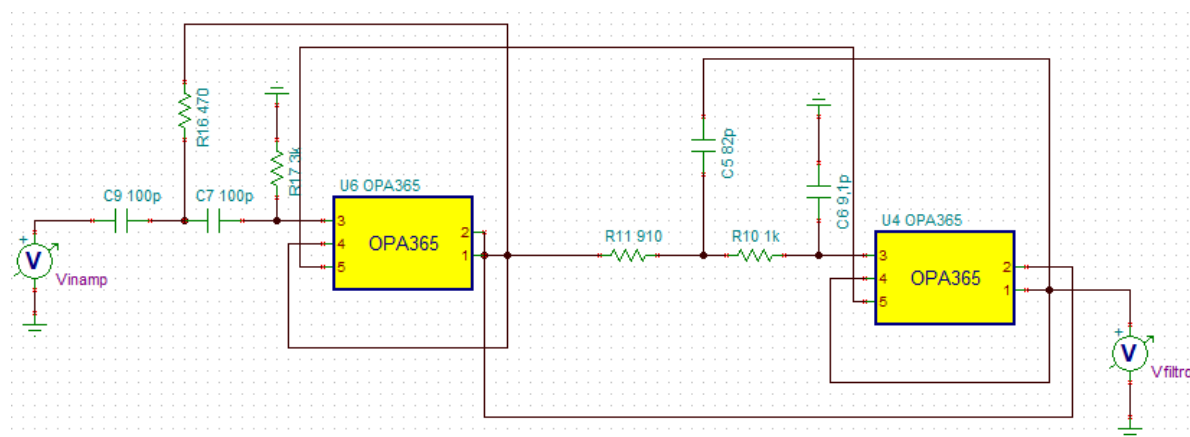 R16 470
R17 3k
C9 100p
C7 100p
U6 OPA365
OPA365
3
4
5
2
1
V
+
Vinamp
R11 910
C5 82p
R10 1k
C6 9,1p
U4 OPA365
OPA365
3
4
5
2
1
+
V
Vfiltro